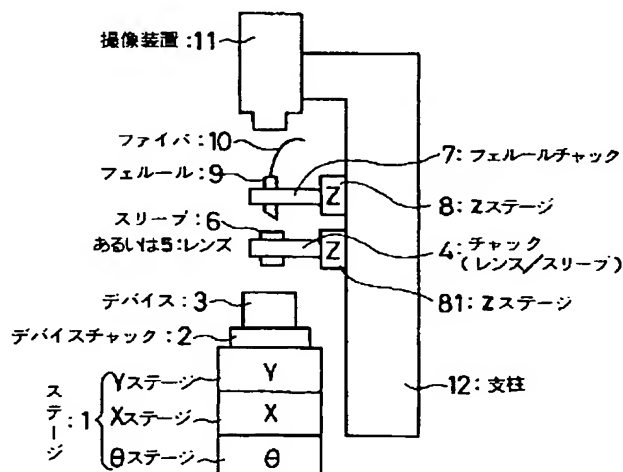 撮像装置:11
ファイバ:10
7:フェルールチャック
フェルール:9
Z
8:Zステージ
スリーブ:6
あるいは5:レンズ
Z
4:チャック
(レンズ/スリーブ)
デバイス:3
81:Zステージ
デバイスチャック:2
Yステージ
Y
12:支柱
ステージ:1
Xステージ
X
θステージ
θ